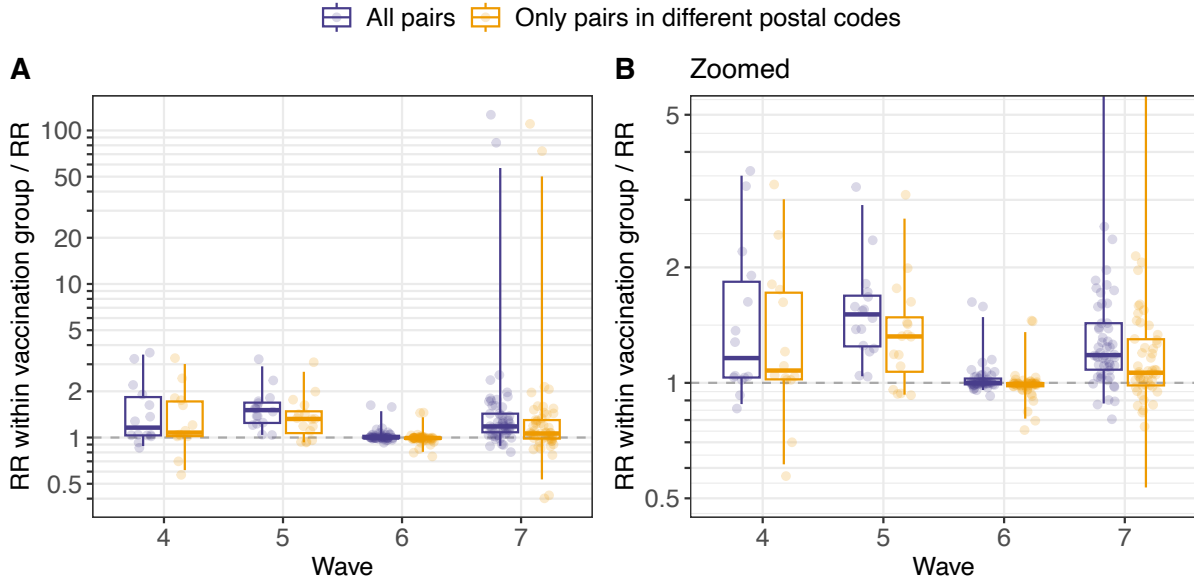 All pairs Only pairs in different postal codes
A
B Zoomed
RR within vaccination group / RR
100
50
20
10
5
2
1
0.5
4 5 6 7
Wave
RR within vaccination group / RR
5
2
1
0.5
4 5 6 7
Wave